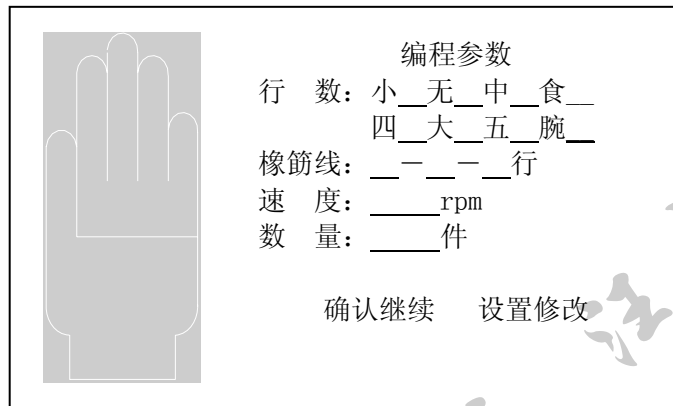 编程参数
行 数：小__无__中__食__
四__大__五__腕__
橡筋线：__－__－__行
速 度：_____rpm
数 量：_____件
确认继续 设置修改